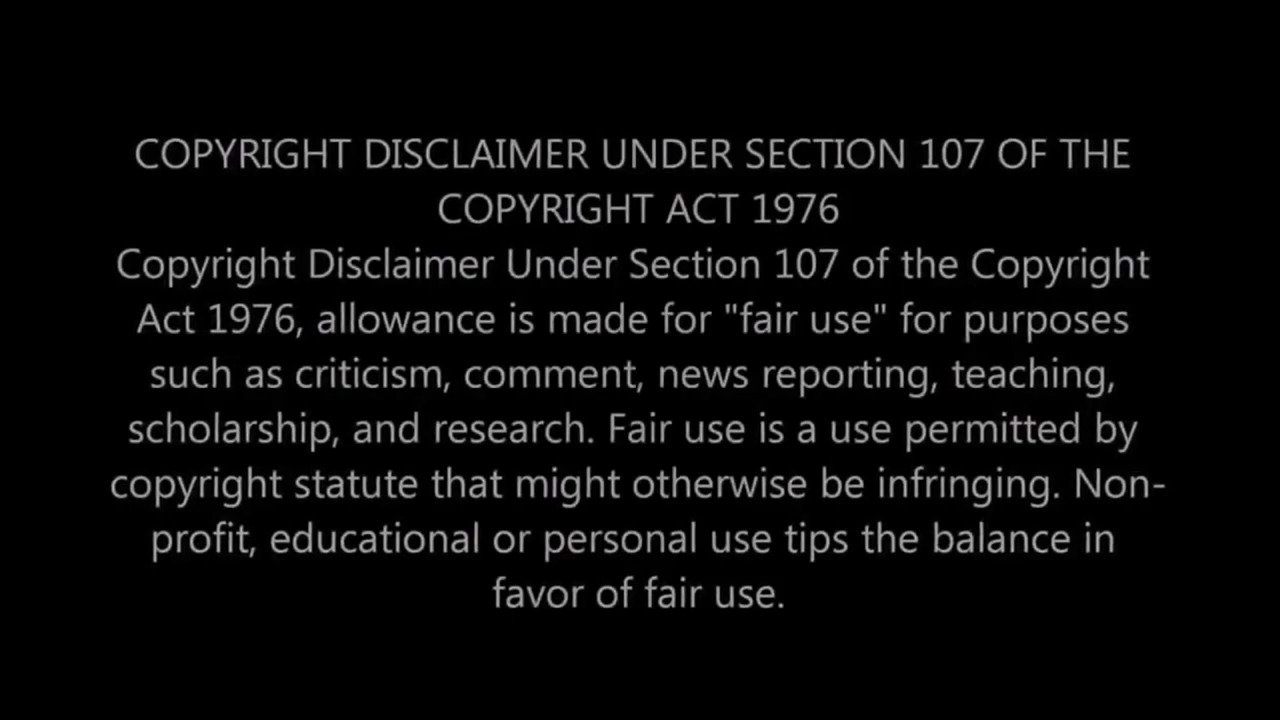 COPYRIGHT DISCLAIMER UNDER SECTION 107 OF THE
COPYRIGHT ACT 1976
Copyright Disclaimer Under Section 107 of the Copyright
Act 1976, allowance is made for "fair use" for purposes
such as criticism, comment, news reporting, teaching,
scholarship, and research. Fair use is a use permitted by
copyright statute that might otherwise be infringing. Non-
profit, educational or personal use tips the balance in
favor of fair use.